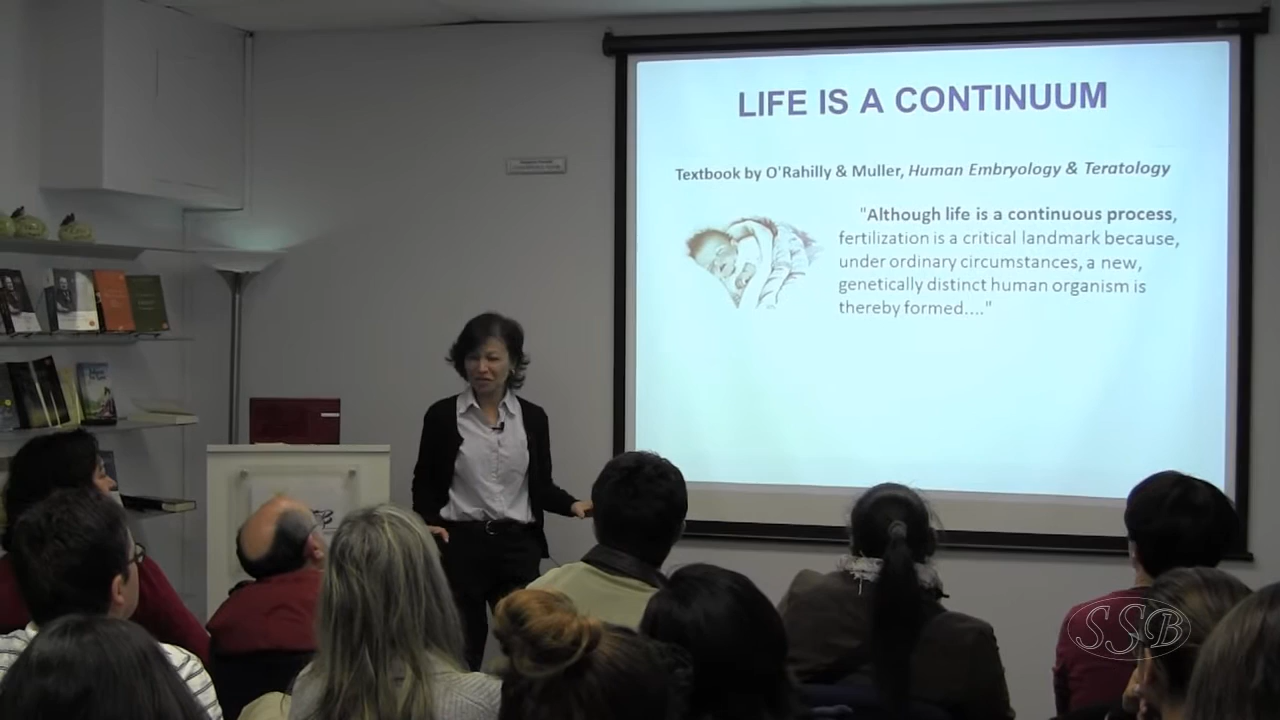 LIFE IS A CONTINUUM
Textbook by O'Rahilly & Muller, Human Embryology & Teratology
"Although life is a continuous process,
fertilization is a critical landmark because,
under ordinary circumstances, a new,
genetically distinct human organism is
thereby formed...."
SSB